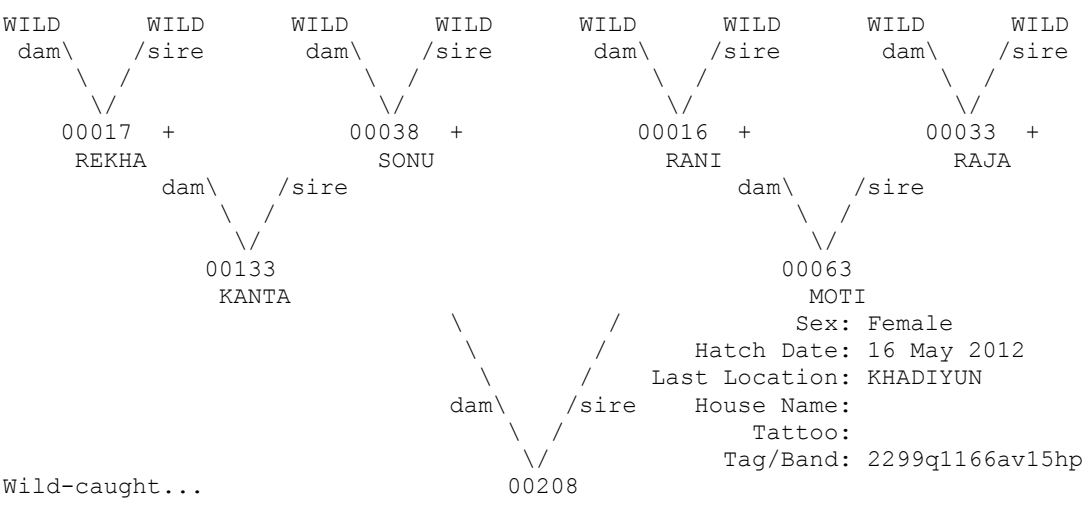 WILD WILD WILD WILD WILD WILD WILD WILD
dam\ /sire dam\ /sire dam\ /sire dam\ /sire
\ / \ / \ / \ /
\/ \/ \/ \/
00017 + 00038 + 00016 + 00033 +
REKHA SONU RANI RAJA
dam\ /sire dam\ /sire
\ / \ /
\/ \/
00133 00063
KANTA MOTI
\ / Sex: Female
\ / Hatch Date: 16 May 2012
\ / Last Location: KHADIYUN
dam\ /sire House Name:
\ / Tattoo:
\/ Tag/Band: 2299q1166av15hp
Wild-caught... 00208